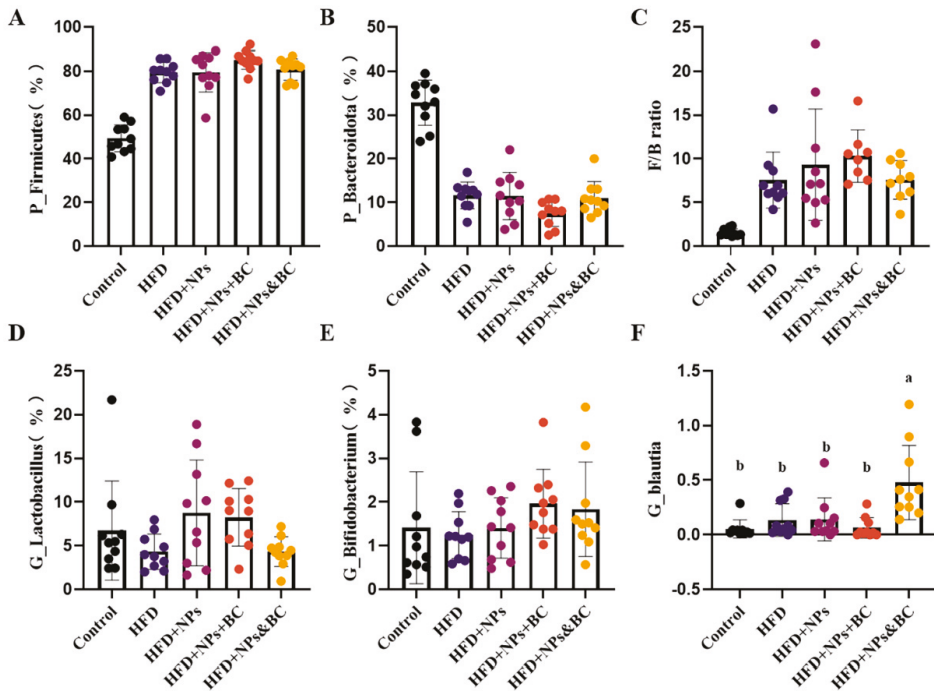 A
P_Firmicutes( % )
100
80
60
40
20
0
Control
HFD
HFD+NPs
HFD+NPs+BC
HFD+NPs&BC
B
P_Bacteroidota( % )
50
40
30
20
10
0
Control
HFD
HFD+NPs
HFD+NPs+BC
HFD+NPs&BC
C
F/B ratio
25
20
15
10
5
0
Control
HFD
HFD+NPs
HFD+NPs+BC
HFD+NPs&BC
D
G_Lactobacillus( % )
25
20
15
10
5
0
Control
HFD
HFD+NPs
HFD+NPs+BC
HFD+NPs&BC
E
G_Bifidobacterium( % )
5
4
3
2
1
0
Control
HFD
HFD+NPs
HFD+NPs+BC
HFD+NPs&BC
F
G_blautia
1.5
1.0
0.5
0.0
-0.5
b
b
b
b
a
Control
HFD
HFD+NPs
HFD+NPs+BC
HFD+NPs&BC